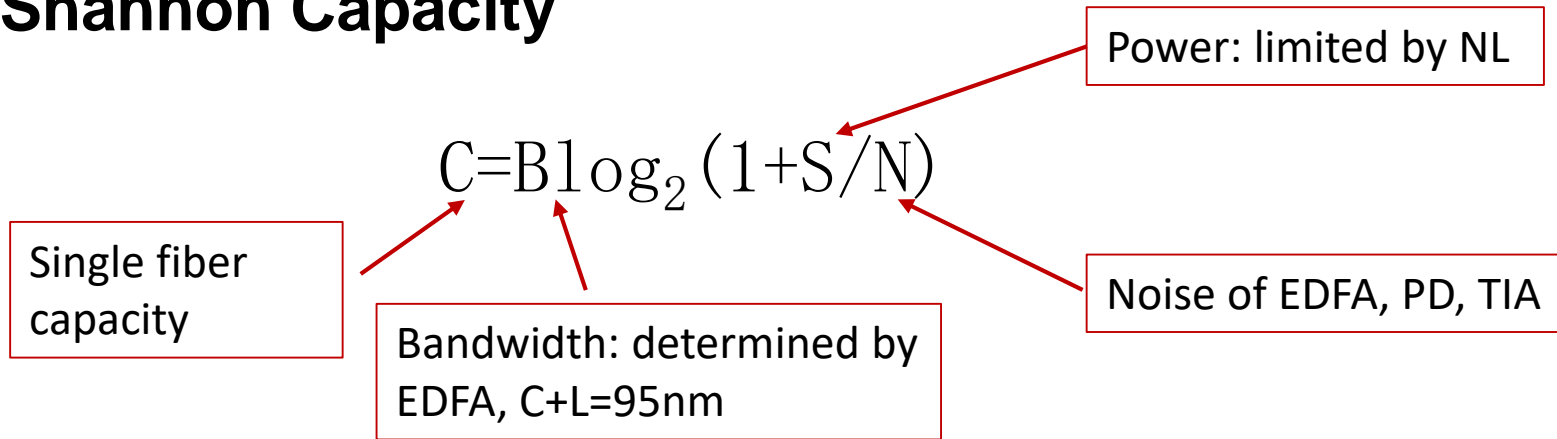 Shannon Capacity
Power: limited by NL
C=Blog₂(1+S/N)
Single fiber
capacity
Bandwidth: determined by
EDFA, C+L=95nm
Noise of EDFA, PD, TIA